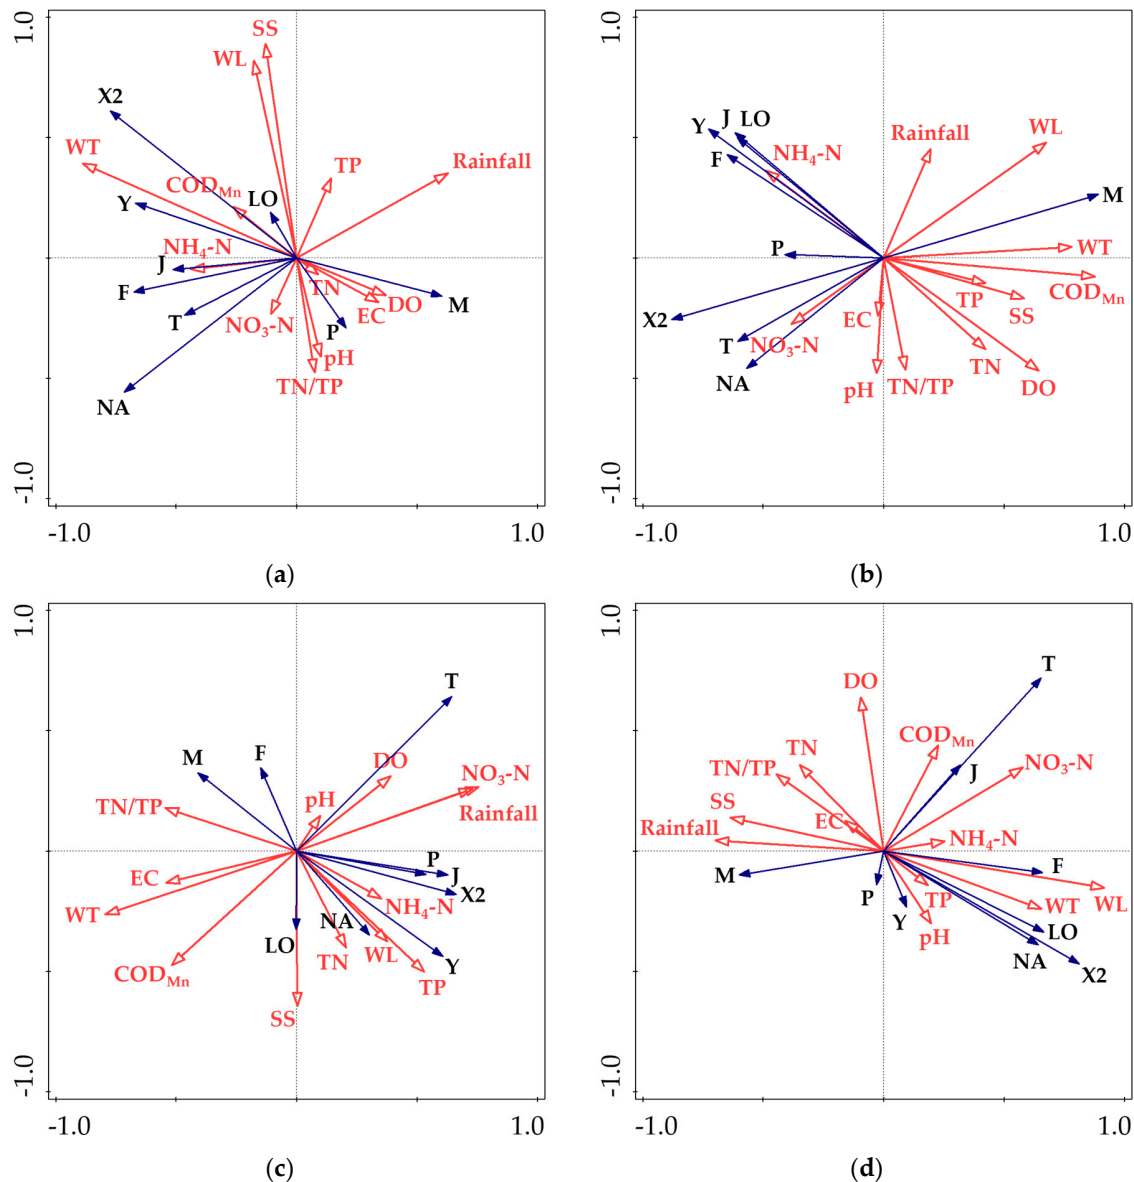 1.0
SS
WL
X2
WT
TP
Rainfall
COD_Mn
LO
Y
NH4-N
J
TN
F
DO
M
EC
T
NO3-N
P
pH
TN/TP
NA
-1.0
-1.0 1.0
(a)
1.0
Y J LO
Rainfall
WL
F
NH4-N
M
P
WT
COD_Mn
TP
SS
X2
EC
T
NO3-N
TN
NA
pH
TN/TP
DO
-1.0
-1.0 1.0
(b)
1.0
T
M
F
DO
NO3-N
TN/TP
pH
Rainfall
P
EC
J
X2
WT
NH4-N
NA
LO
TN
WL
Y
COD_Mn
TP
SS
-1.0
-1.0 1.0
(c)
1.0
T
DO
COD_Mn
TN
TN/TP
J
NO3-N
SS
Rainfall
EC
NH4-N
M
F
P
TP
WL
Y
WT
pH
LO
NA
X2
-1.0
-1.0 1.0
(d)